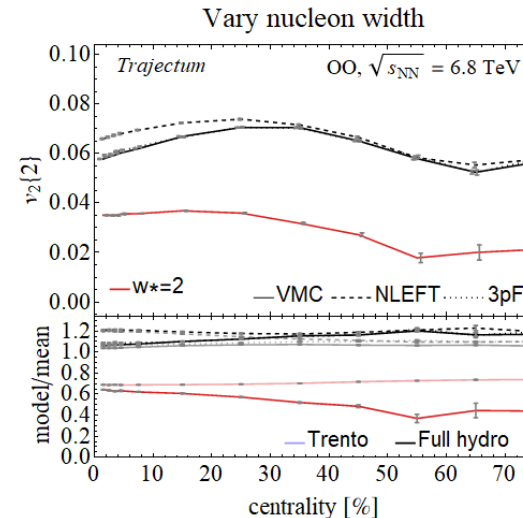 Vary nucleon width
Trajectum OO, √s_NN = 6.8 TeV
v₂{2}
0.10
0.08
0.06
0.04
0.02
0.00
w*=2 VMC NLEFT 3pF
model/mean
1.2
1.0
0.8
0.6
0.4
0.2
0.0
Trento Full hydro
0 10 20 30 40 50 60 70
centrality [%]